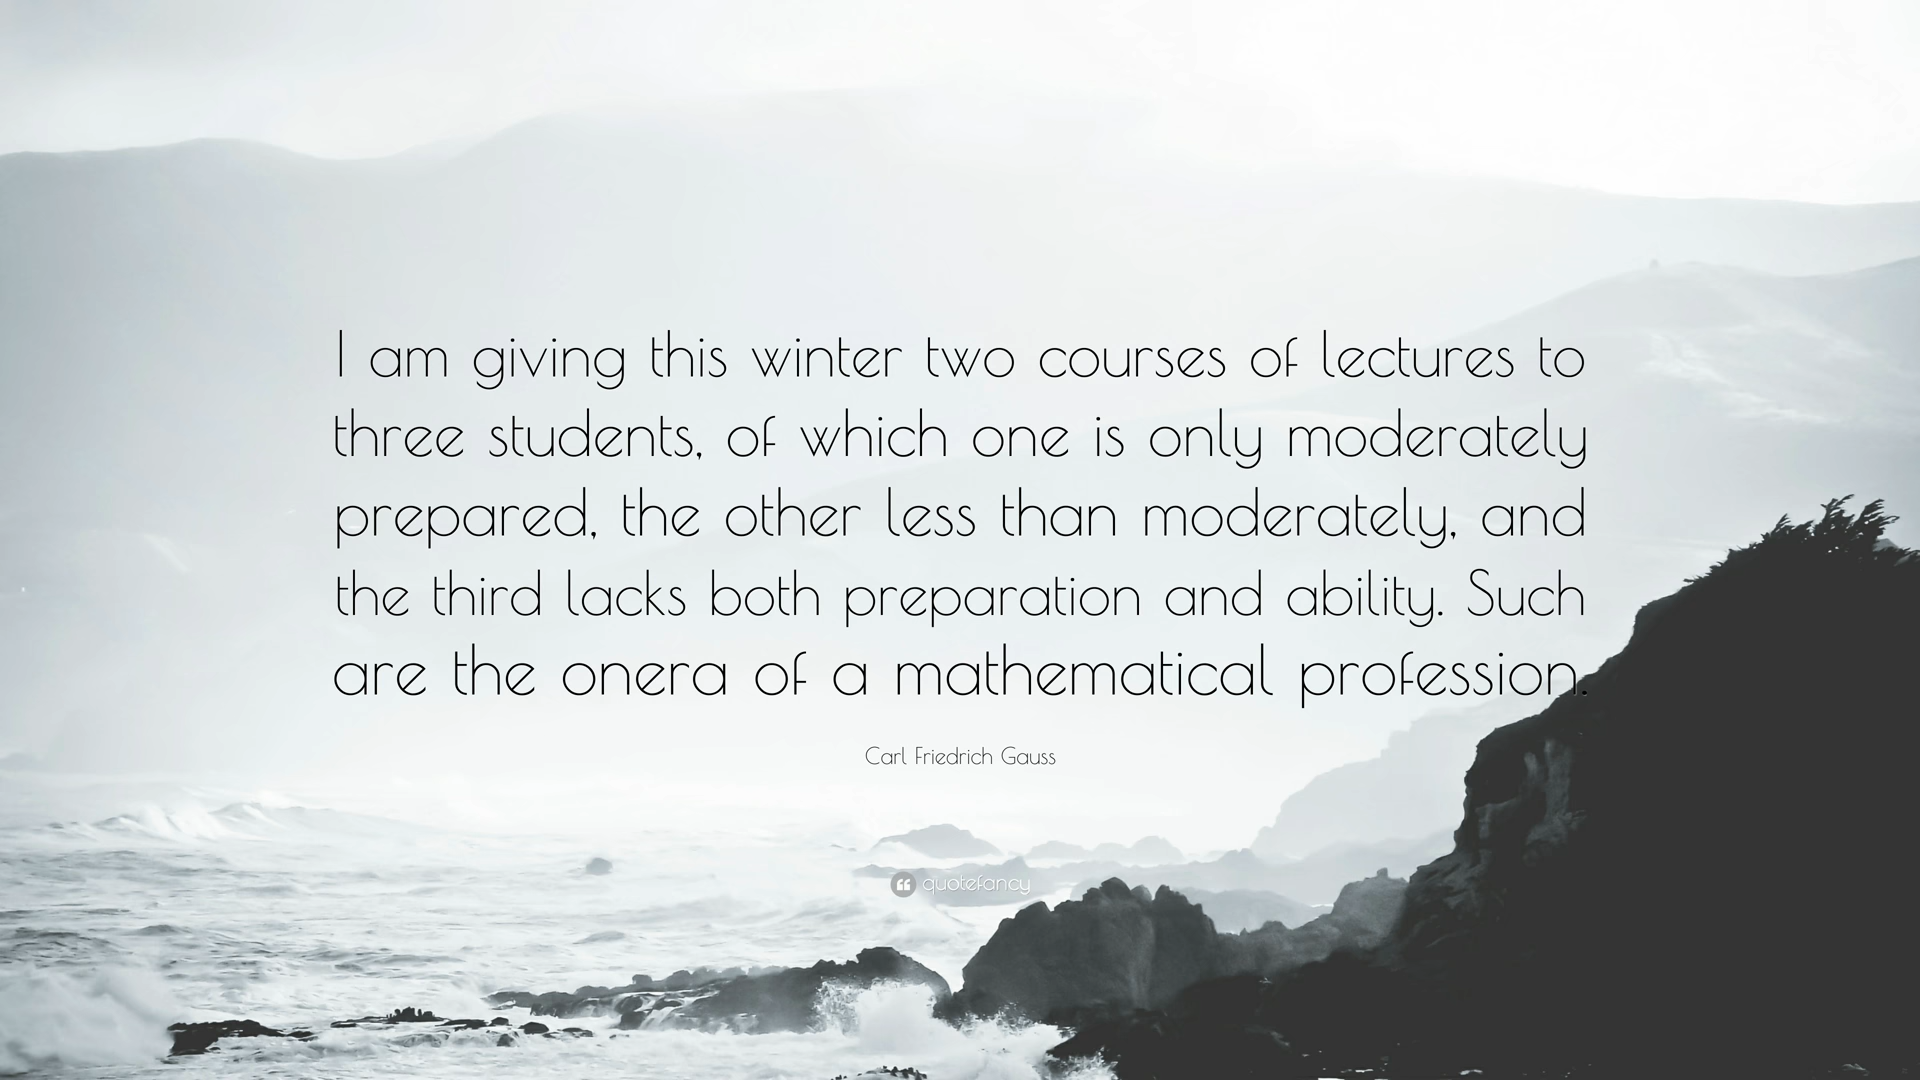 I am giving this winter two courses of lectures to
three students, of which one is only moderately
prepared, the other less than moderately, and
the third lacks both preparation and ability. Such
are the onera of a mathematical profession.
Carl Friedrich Gauss
quotefancy